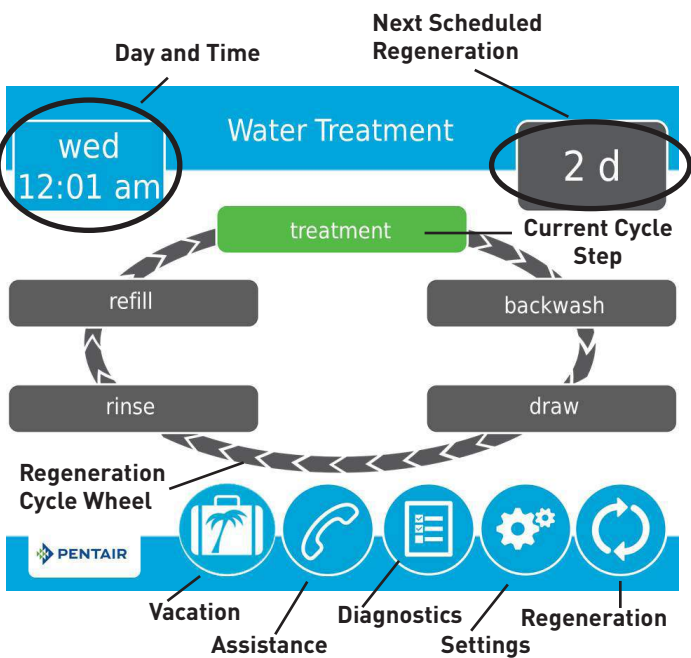 Next Scheduled
Regeneration
Day and Time
Water Treatment
wed
12:01 am
2 d
treatment
Current Cycle
Step
refill
backwash
rinse
draw
Regeneration
Cycle Wheel
PENTAIR
Vacation
Diagnostics
Regeneration
Assistance
Settings